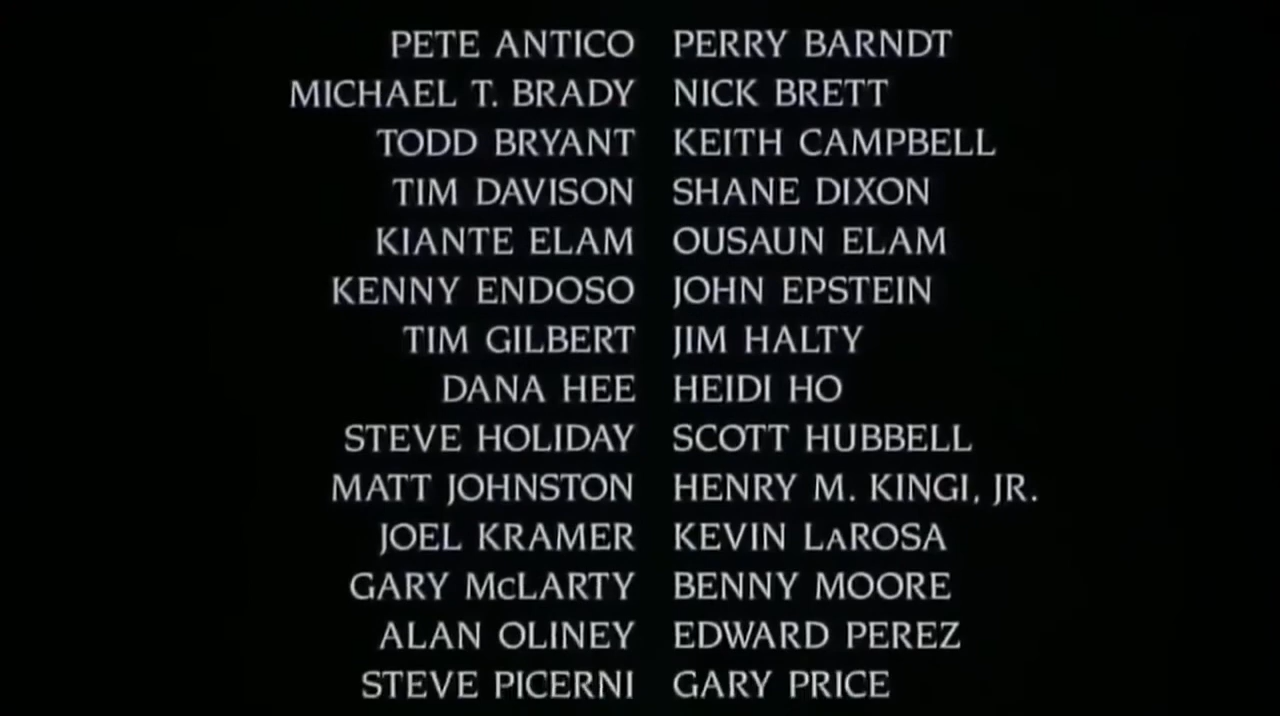 PETE ANTICO PERRY BARNDT
MICHAEL T. BRADY NICK BRETT
TODD BRYANT KEITH CAMPBELL
TIM DAVISON SHANE DIXON
KIANTE ELAM OUSAUN ELAM
KENNY ENDOSO JOHN EPSTEIN
TIM GILBERT JIM HALTY
DANA HEE HEIDI HO
STEVE HOLIDAY SCOTT HUBBELL
MATT JOHNSTON HENRY M. KINGI, JR.
JOEL KRAMER KEVIN LAROSA
GARY McLARTY BENNY MOORE
ALAN OLINEY EDWARD PEREZ
STEVE PICERNI GARY PRICE